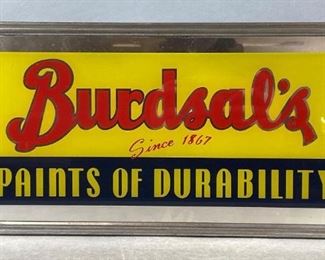 Burdsal's
Since 1867
PAINTS OF DURABILITY